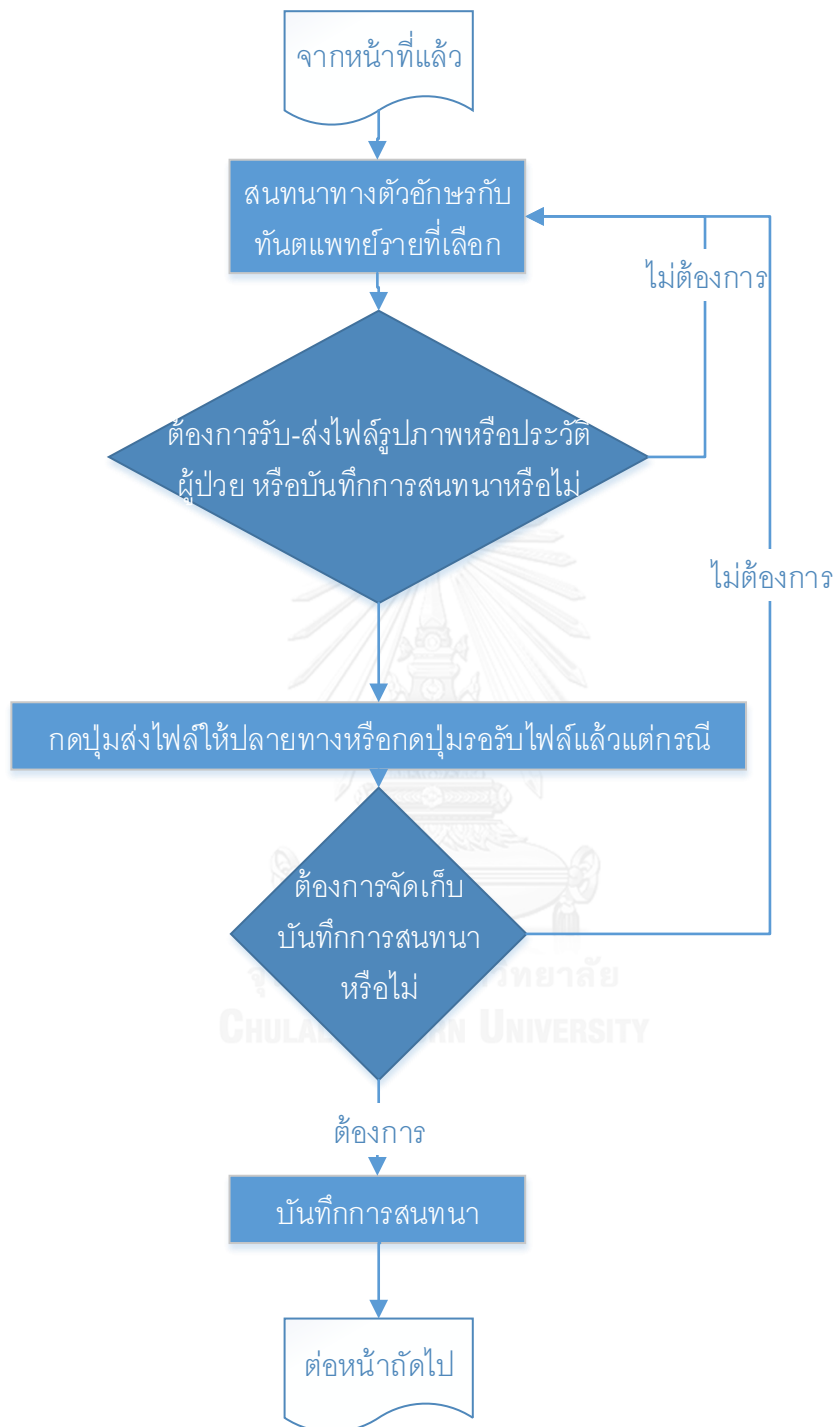 จากหน้าที่แล้ว
สนทนาทางตัวอักษรกับ
ทันตแพทย์รายที่เลือก
ไม่ต้องการ
ต้องการรับ-ส่งไฟล์รูปภาพหรือประวัติ
ผู้ป่วย หรือบันทึกการสนทนาหรือไม่
ไม่ต้องการ
กดปุ่มส่งไฟล์ให้ปลายทางหรือกดปุ่มรอรับไฟล์แล้วแต่กรณี
ต้องการจัดเก็บ
บันทึกการสนทนา
หรือไม่
UNIVERSITY
ต้องการ
บันทึกการสนทนา
ต่อหน้าถัดไป